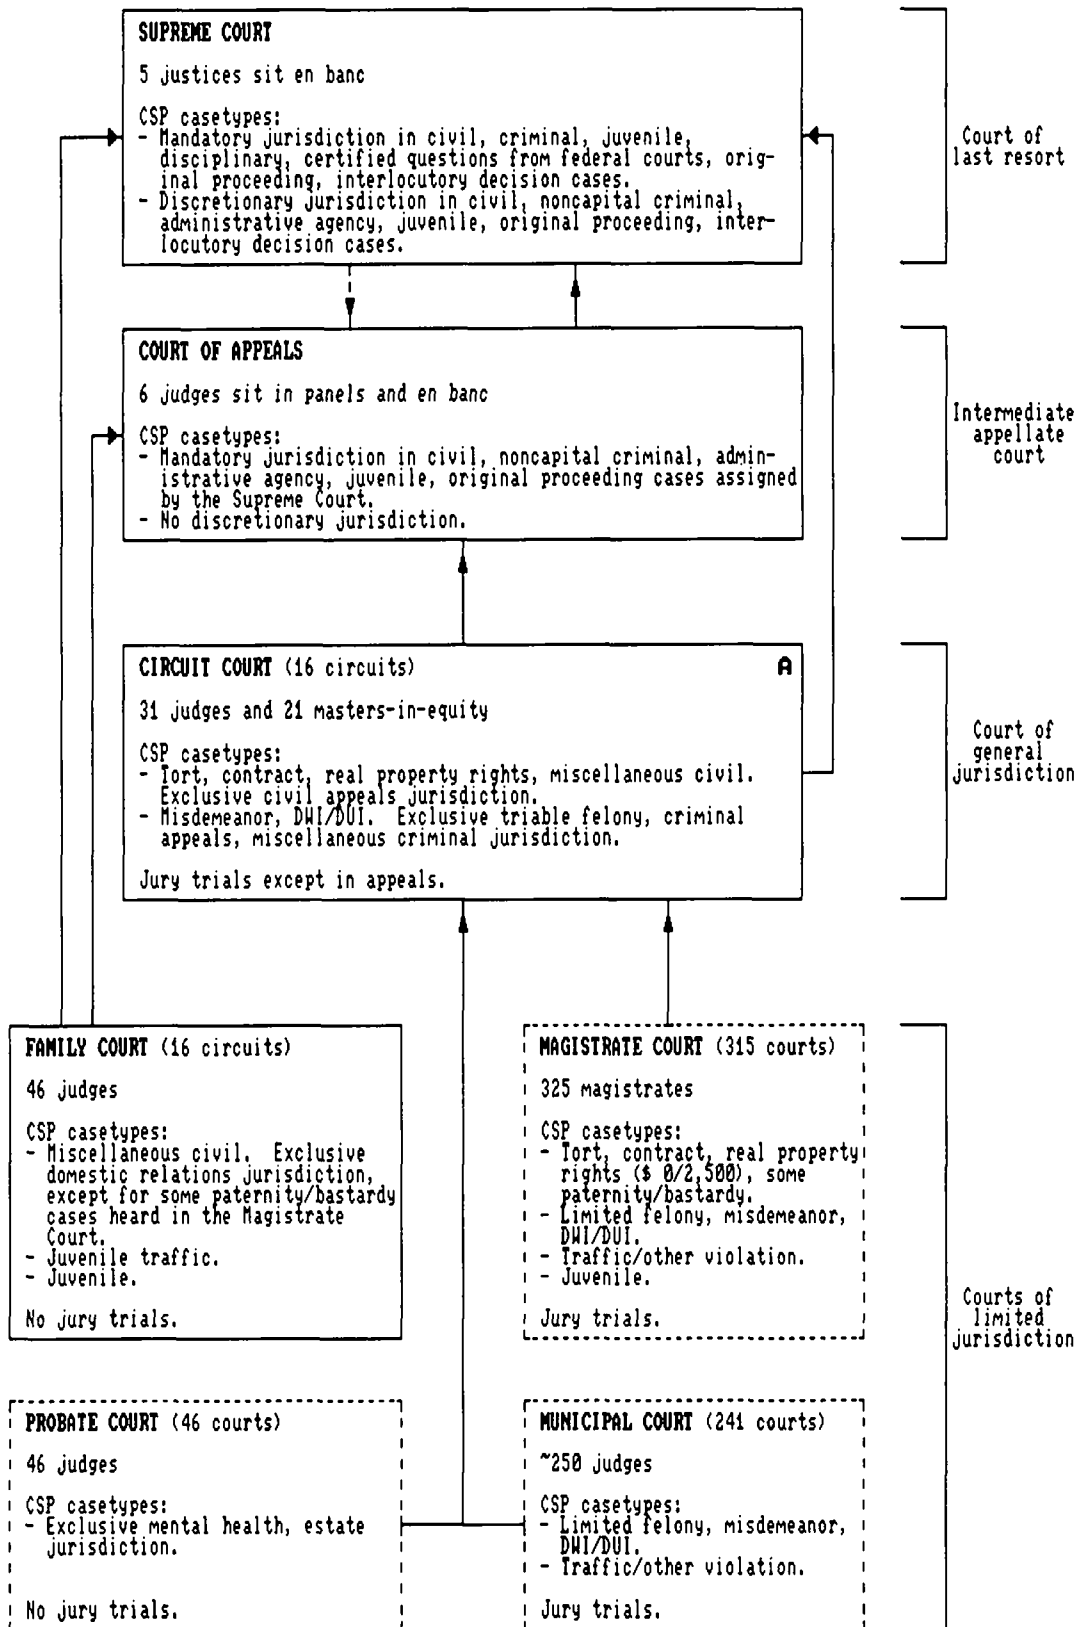 SUPREME COURT
5 justices sit en banc
CSP casetypes:
- Mandatory jurisdiction in civil, criminal, juvenile,
disciplinary, certified questions from federal courts, orig-
inal proceeding, interlocutory decision cases.
- Discretionary jurisdiction in civil, noncapital criminal,
administrative agency, juvenile, original proceeding, inter-
locutory decision cases.
Court of
last resort
COURT OF APPEALS
6 judges sit in panels and en banc
CSP casetypes:
- Mandatory jurisdiction in civil, noncapital criminal, admin-
istrative agency, juvenile, original proceeding cases assigned
by the Supreme Court.
- No discretionary jurisdiction.
Intermediate
appellate
court
CIRCUIT COURT (16 circuits) A
31 judges and 21 masters-in-equity
CSP casetypes:
- Tort, contract, real property rights, miscellaneous civil.
Exclusive civil appeals jurisdiction.
- Misdemeanor, DWI/DUI. Exclusive triable felony, criminal
appeals, miscellaneous criminal jurisdiction.
Jury trials except in appeals.
Court of
general
jurisdiction
FAMILY COURT (16 circuits)
46 judges
CSP casetypes:
- Miscellaneous civil. Exclusive
domestic relations jurisdiction,
except for some paternity/bastardy
cases heard in the Magistrate
Court.
- Juvenile traffic.
- Juvenile.
No jury trials.
MAGISTRATE COURT (315 courts)
325 magistrates
CSP casetypes:
- Tort, contract, real property
rights ($ 0/2,500), some
paternity/bastardy.
- Limited felony, misdemeanor,
DWI/DUI.
- Traffic/other violation.
- Juvenile.
Jury trials.
Courts of
limited
jurisdiction
PROBATE COURT (46 courts)
46 judges
CSP casetypes:
- Exclusive mental health, estate
jurisdiction.
No jury trials.
MUNICIPAL COURT (241 courts)
~250 judges
CSP casetypes:
- Limited felony, misdemeanor,
DWI/DUI.
- Traffic/other violation.
Jury trials.